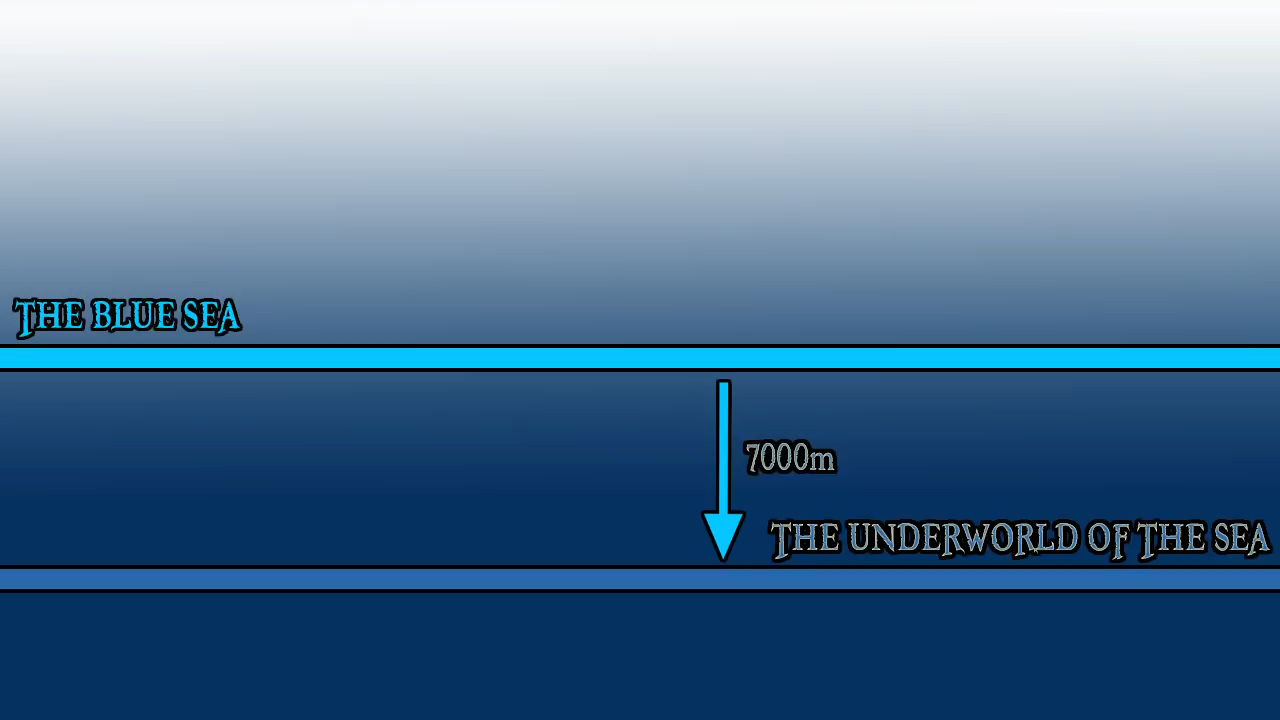 THE BLUE SEA
7000m
THE UNDERWORLD OF THE SEA